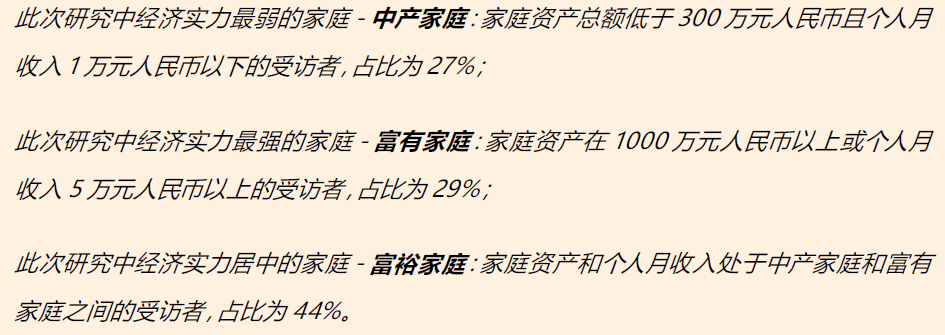 此次研究中经济实力最弱的家庭 - 中产家庭：家庭资产总额低于 300 万元人民币且个人月
收入 1 万元人民币以下的受访者，占比为 27%；
此次研究中经济实力最强的家庭 - 富有家庭：家庭资产在 1000 万元人民币以上或个人月
收入 5 万元人民币以上的受访者，占比为 29%；
此次研究中经济实力居中的家庭 - 富裕家庭：家庭资产和个人月收入处于中产家庭和富有
家庭之间的受访者，占比为 44%。